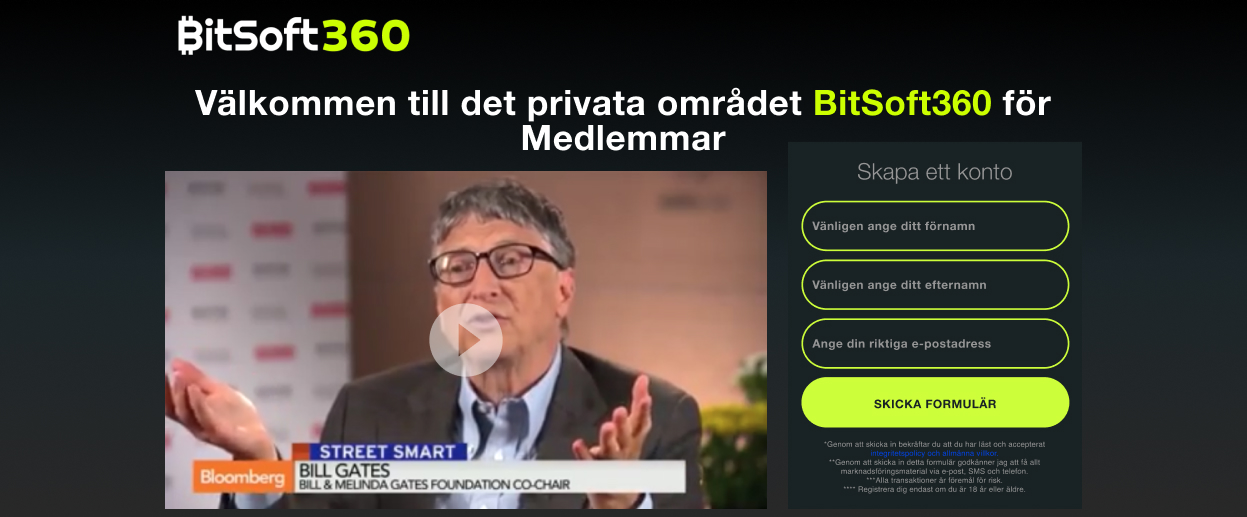 BitSoft360
Välkommen till det privata området BitSoft360 för
Medlemmar
Skapa ett konto
Vänligen ange ditt förnamn
Vänligen ange ditt efternamn
Ange din riktiga e-postadress
SKICKA FORMULÄR
*Genom att skicka in bekräftar du att du har läst och accepterat
integritetspolicy och allmänna villkor.
**Genom att skicka in detta formulär godkänner jag att få allt
marknadsföringsmaterial via e-post, SMS och telefon.
***Alla transaktioner är föremål för risk.
**** Registrera dig endast om du är 18 år eller äldre.
STREET SMART
Bloomberg
BILL GATES
BILL & MELINDA GATES FOUNDATION CO-CHAIR